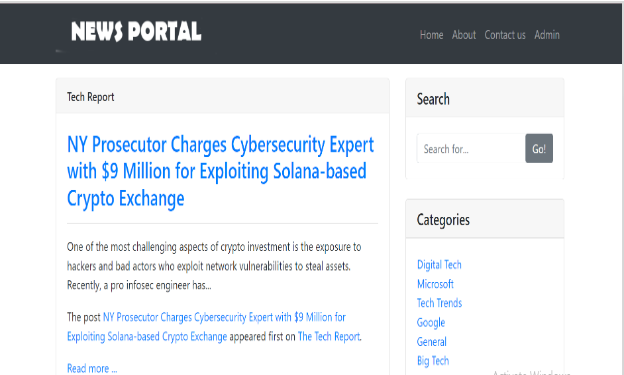 NEWS PORTAL
Home About Contact us Admin
Tech Report
NY Prosecutor Charges Cybersecurity Expert
with $9 Million for Exploiting Solana-based
Crypto Exchange
One of the most challenging aspects of crypto investment is the exposure to
hackers and bad actors who exploit network vulnerabilities to steal assets.
Recently, a pro infosec engineer has...
The post NY Prosecutor Charges Cybersecurity Expert with $9 Million for
Exploiting Solana-based Crypto Exchange appeared first on The Tech Report.
Read more ...
Search
Search for... Go!
Categories
Digital Tech
Microsoft
Tech Trends
Google
General
Big Tech
Activate Windows